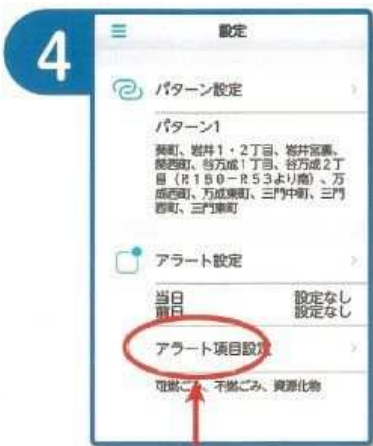 4
設定
パターン設定
パターン1
葵町、岩井1・2丁目、岩井宮裏、
関西町、谷万成1丁目、谷万成2丁
目（R180-R53より南）、万
成西町、万成東町、三門中町、三門
西町、三門東町
アラート設定
当日 設定なし
前日 設定なし
アラート項目設定
可燃ごみ、不燃ごみ、資源化物